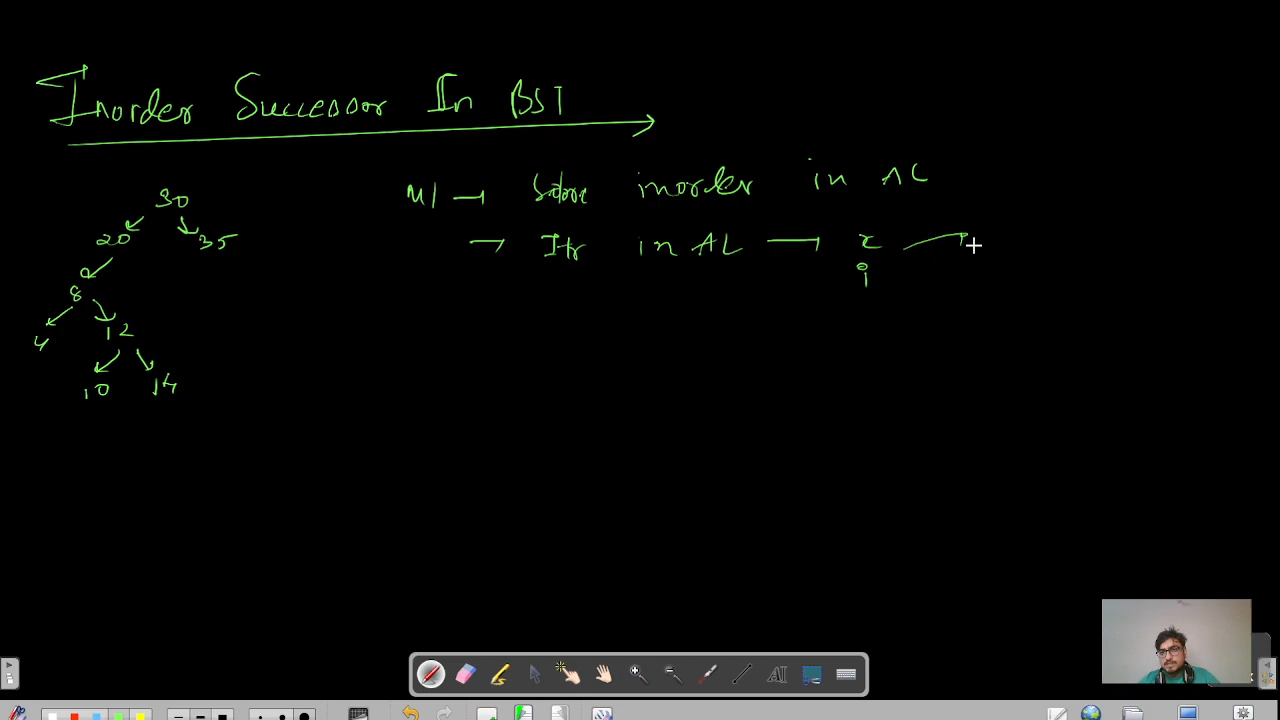 Inorder Successor In BST
M1 → Store inorder in AL
→ Itr in AL → x →
i
30
20 35
8
4 12
10 14